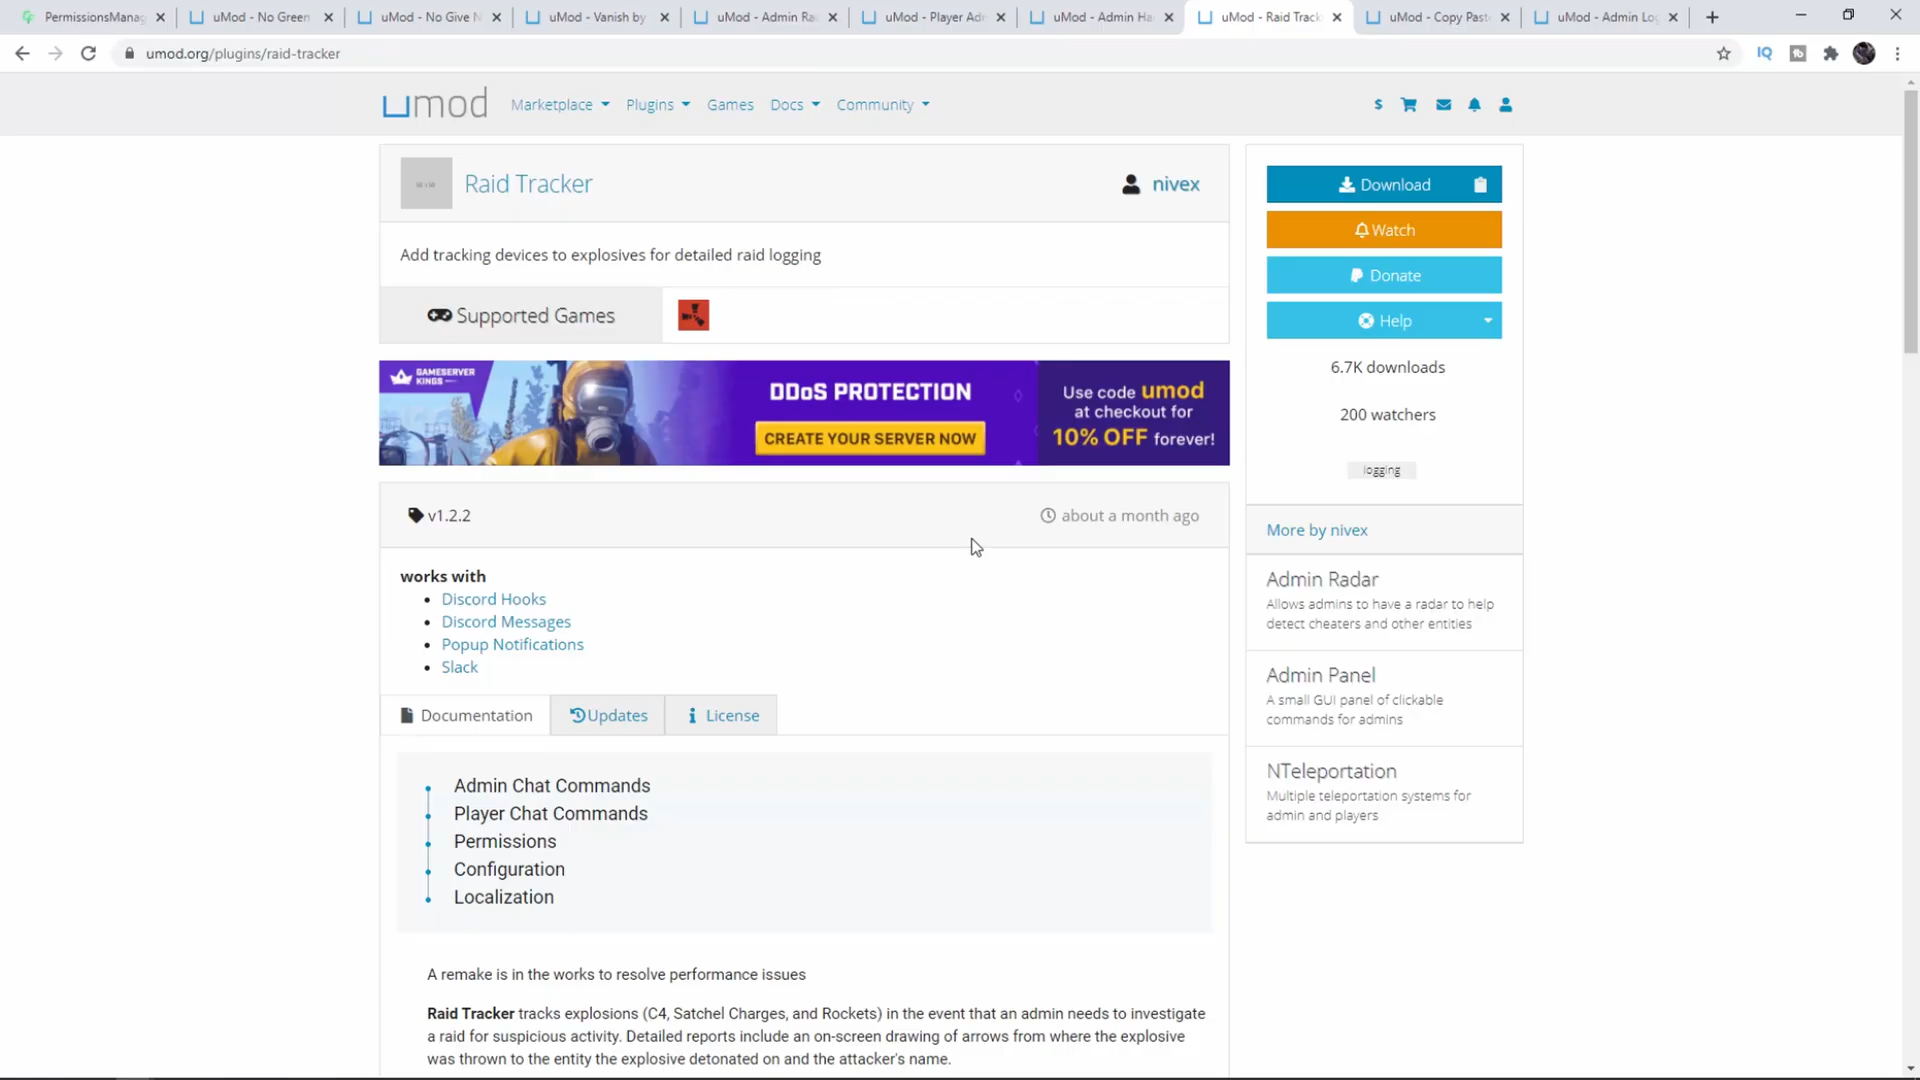 PermissionsManag
uMod - No Green
uMod - No Give N
uMod - Vanish by
uMod - Admin Ra
uMod - Player Adm
uMod - Admin Ha
uMod - Raid Track
uMod - Copy Paste
uMod - Admin Log
umod.org/plugins/raid-tracker
IQ
umod
Marketplace
Plugins
Games
Docs
Community
$
Raid Tracker
nivex
Add tracking devices to explosives for detailed raid logging
Supported Games
GAMESERVER
KINGS
DDoS PROTECTION
CREATE YOUR SERVER NOW
Use code umod
at checkout for
10% OFF forever!
v1.2.2
about a month ago
works with
Discord Hooks
Discord Messages
Popup Notifications
Slack
Documentation
Updates
License
Admin Chat Commands
Player Chat Commands
Permissions
Configuration
Localization
A remake is in the works to resolve performance issues
Raid Tracker tracks explosions (C4, Satchel Charges, and Rockets) in the event that an admin needs to investigate
a raid for suspicious activity. Detailed reports include an on-screen drawing of arrows from where the explosive
was thrown to the entity the explosive detonated on and the attacker's name.
Download
Watch
Donate
Help
6.7K downloads
200 watchers
logging
More by nivex
Admin Radar
Allows admins to have a radar to help
detect cheaters and other entities
Admin Panel
A small GUI panel of clickable
commands for admins
NTeleportation
Multiple teleportation systems for
admin and players